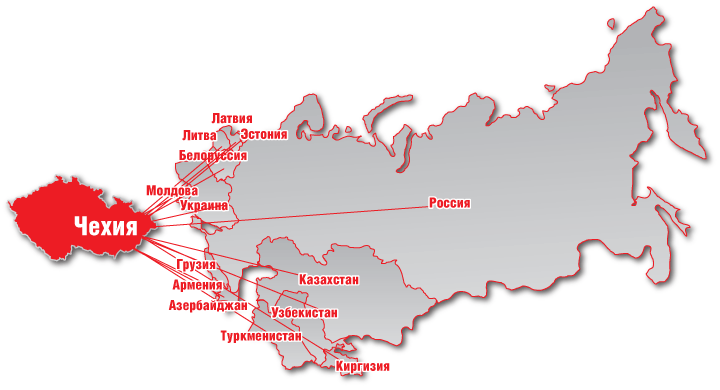 Латвия
Литва
Эстония
Белоруссия
Молдова
Украина
Россия
Чехия
Грузия
Казахстан
Армения
Азербайджан
Узбекистан
Туркменистан
Киргизия